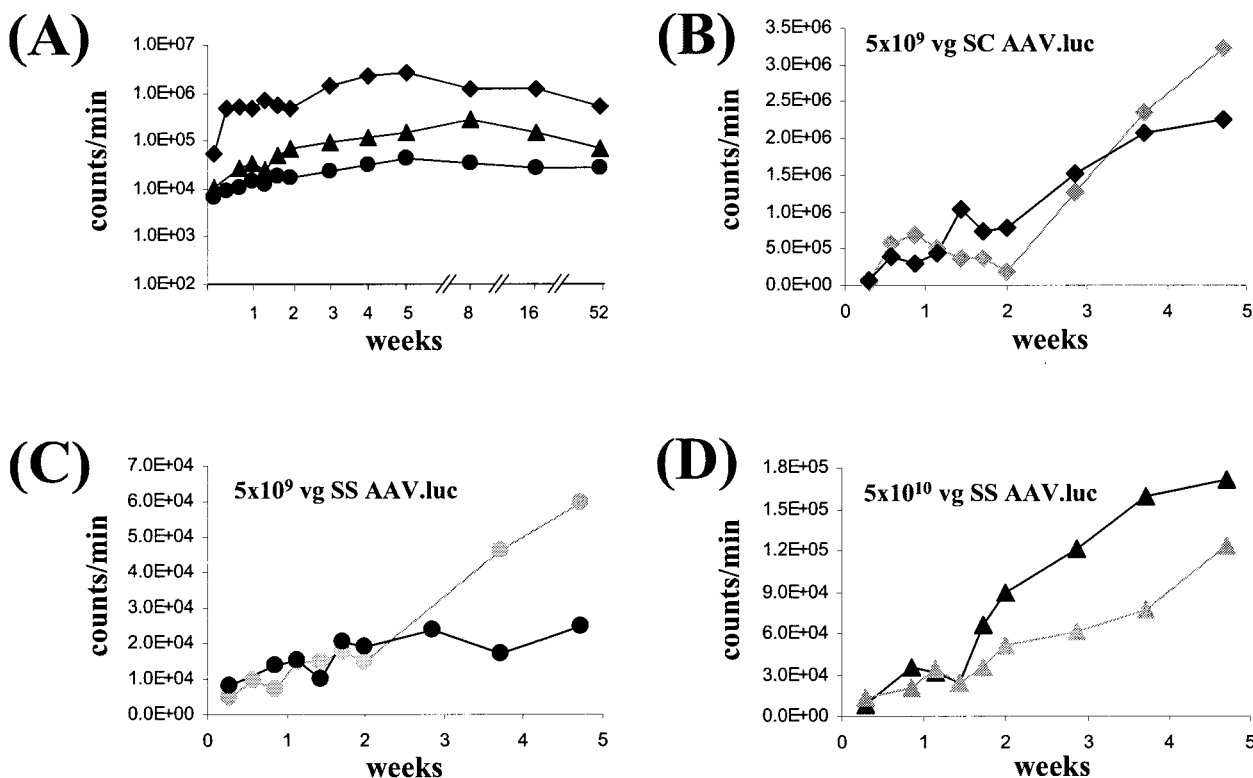 (A)
counts/min
1.0E+07
1.0E+06
1.0E+05
1.0E+04
1.0E+03
1.0E+02
1 2 3 4 5 8 16 52
weeks
(B)
5x10⁹ vg SC AAV.luc
counts/min
3.5E+06
3.0E+06
2.5E+06
2.0E+06
1.5E+06
1.0E+06
5.0E+05
0.0E+00
0 1 2 3 4 5
weeks
(C)
5x10⁹ vg SS AAV.luc
counts/min
7.0E+04
6.0E+04
5.0E+04
4.0E+04
3.0E+04
2.0E+04
1.0E+04
0.0E+00
0 1 2 3 4 5
weeks
(D)
5x10¹⁰ vg SS AAV.luc
counts/min
1.8E+05
1.5E+05
1.2E+05
9.0E+04
6.0E+04
3.0E+04
0.0E+00
0 1 2 3 4 5
weeks